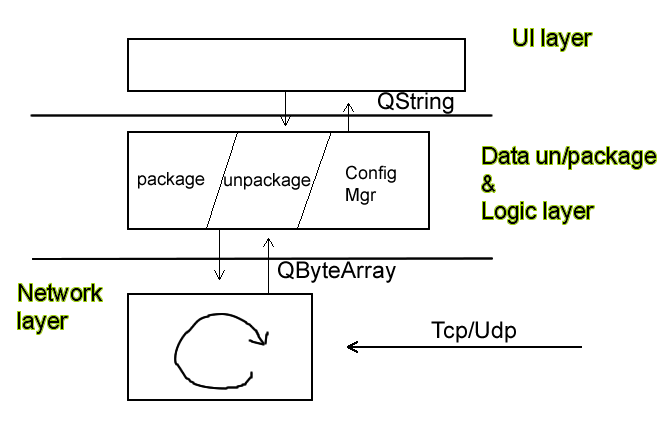 UI layer
QString
package
unpackage
Config
Mgr
Data un/package
&
Logic layer
QByteArray
Network
layer
Tcp/Udp